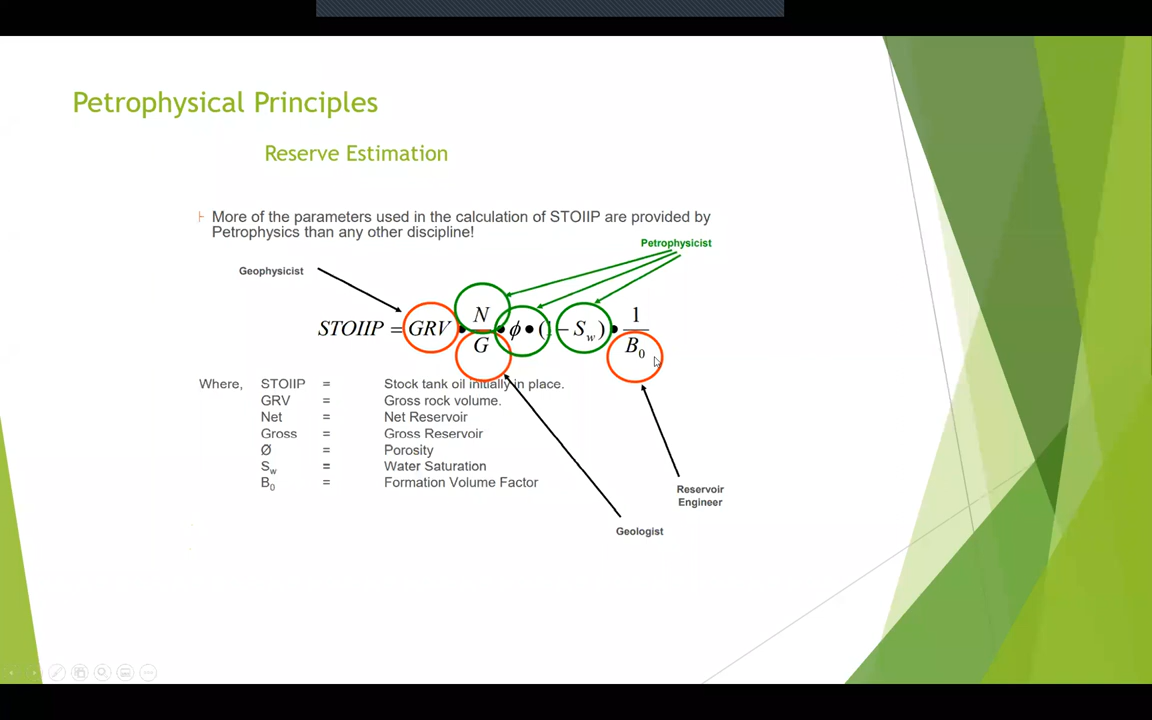 Petrophysical Principles
Reserve Estimation
⊦ More of the parameters used in the calculation of STOIIP are provided by
Petrophysics than any other discipline!
Petrophysicist
Geophysicist
STOIIP = GRV • N/G • ϕ • (1 − Sw) • 1/B0
Where, STOIIP = Stock tank oil initially in place.
GRV = Gross rock volume.
Net = Net Reservoir
Gross = Gross Reservoir
Ø = Porosity
Sw = Water Saturation
B0 = Formation Volume Factor
Reservoir
Engineer
Geologist